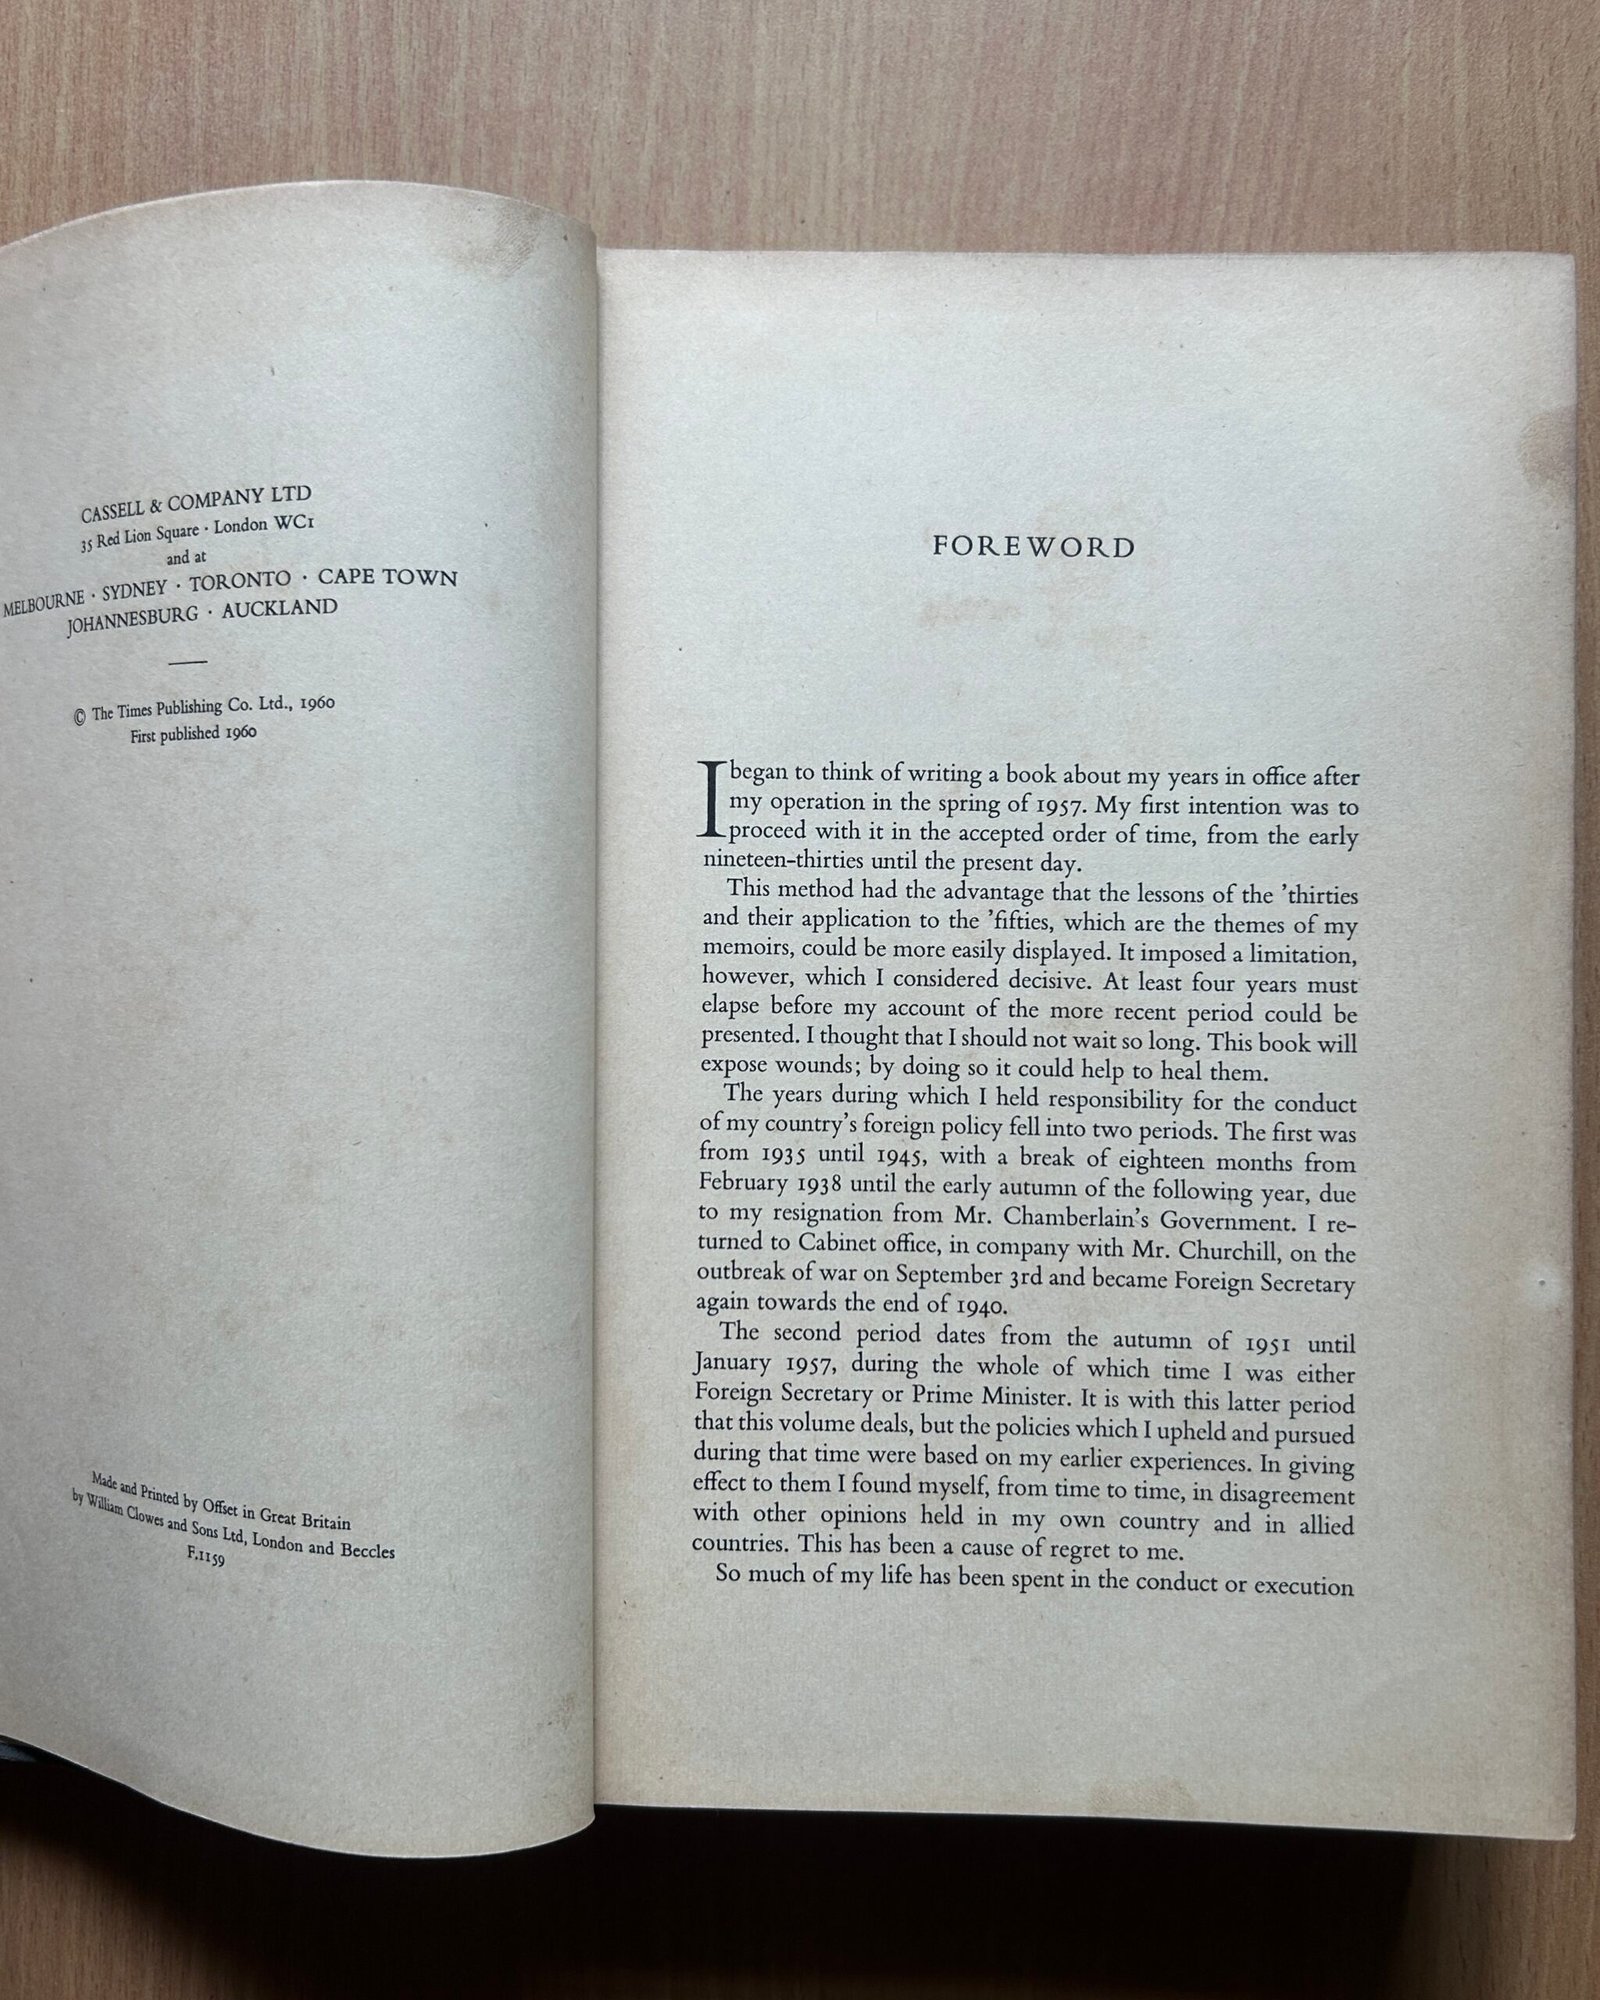 CASSELL & COMPANY LTD
35 Red Lion Square · London WC1
and at
MELBOURNE · SYDNEY · TORONTO · CAPE TOWN
JOHANNESBURG · AUCKLAND
© The Times Publishing Co. Ltd., 1960
First published 1960
Made and Printed by Offset in Great Britain
by William Clowes and Sons Ltd, London and Beccles
F.1159
FOREWORD
I began to think of writing a book about my years in office after
my operation in the spring of 1957. My first intention was to
proceed with it in the accepted order of time, from the early
nineteen-thirties until the present day.
This method had the advantage that the lessons of the ’thirties
and their application to the ’fifties, which are the themes of my
memoirs, could be more easily displayed. It imposed a limitation,
however, which I considered decisive. At least four years must
elapse before my account of the more recent period could be
presented. I thought that I should not wait so long. This book will
expose wounds; by doing so it could help to heal them.
The years during which I held responsibility for the conduct
of my country’s foreign policy fell into two periods. The first was
from 1935 until 1945, with a break of eighteen months from
February 1938 until the early autumn of the following year, due
to my resignation from Mr. Chamberlain’s Government. I re-
turned to Cabinet office, in company with Mr. Churchill, on the
outbreak of war on September 3rd and became Foreign Secretary
again towards the end of 1940.
The second period dates from the autumn of 1951 until
January 1957, during the whole of which time I was either
Foreign Secretary or Prime Minister. It is with this latter period
that this volume deals, but the policies which I upheld and pursued
during that time were based on my earlier experiences. In giving
effect to them I found myself, from time to time, in disagreement
with other opinions held in my own country and in allied
countries. This has been a cause of regret to me.
So much of my life has been spent in the conduct or execution